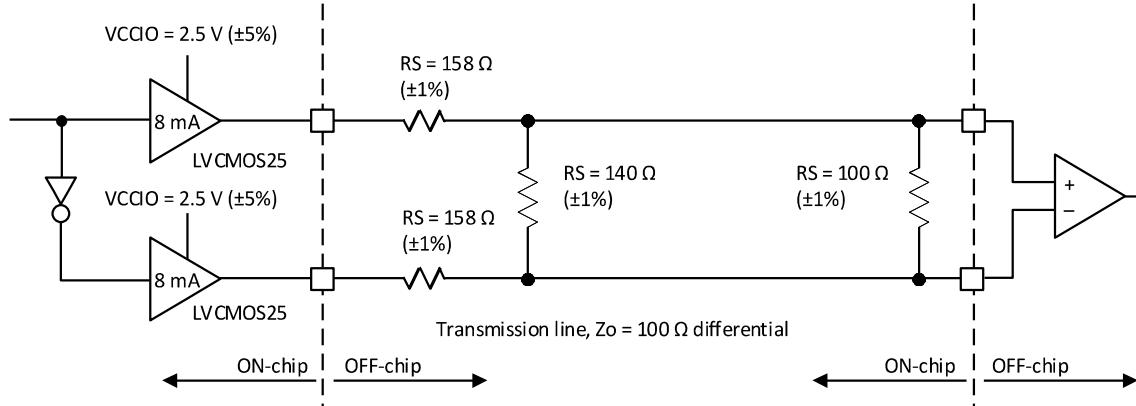 VCCIO = 2.5 V (±5%)
RS = 158 Ω
(±1%)
8 mA
LVCMOS25
RS = 140 Ω
(±1%)
RS = 100 Ω
(±1%)
+
−
VCCIO = 2.5 V (±5%)
RS = 158 Ω
(±1%)
8 mA
LVCMOS25
Transmission line, Zo = 100 Ω differential
ON-chip
OFF-chip
ON-chip
OFF-chip